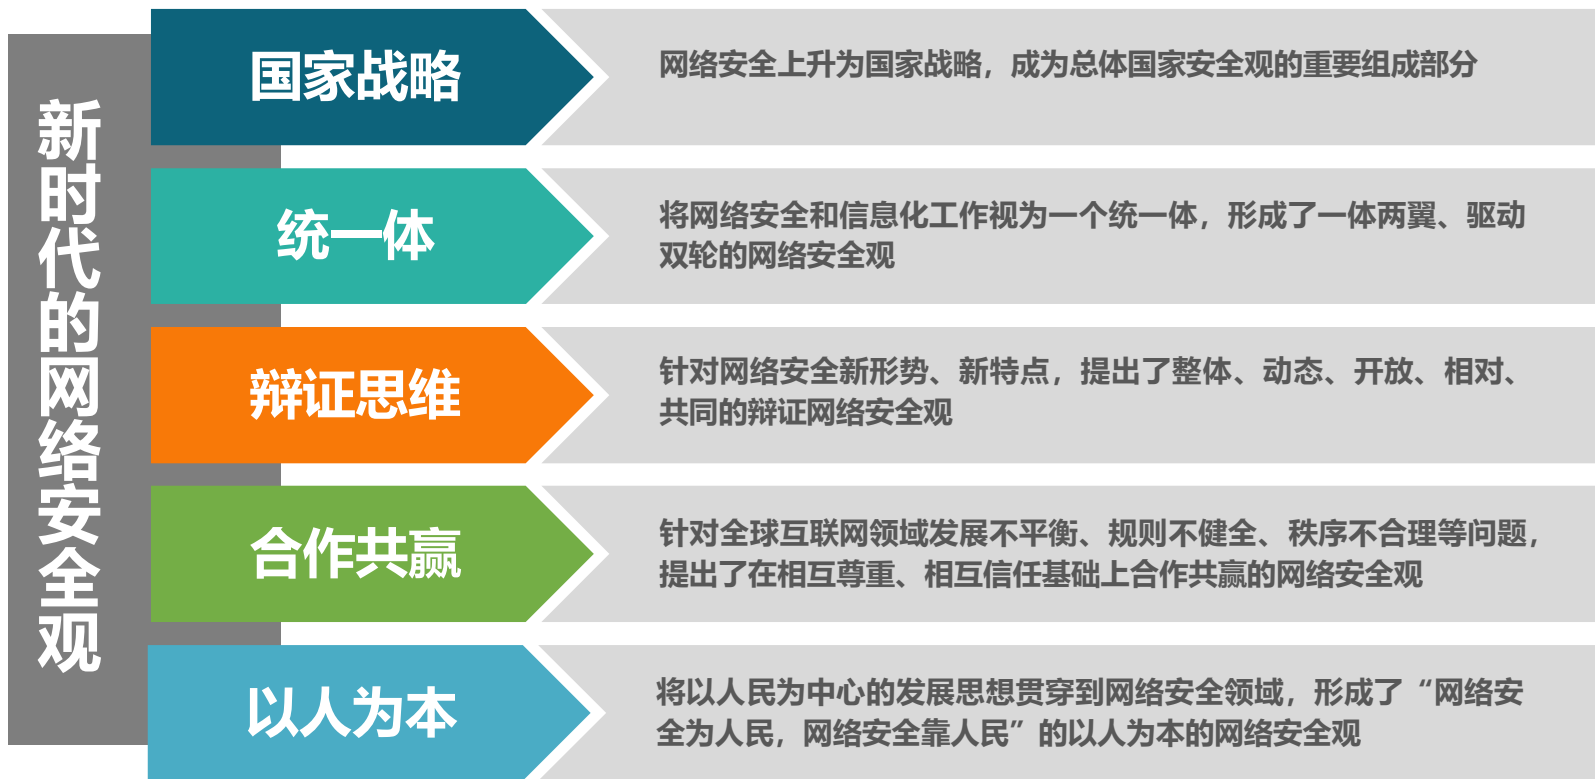 新时代的网络安全观
国家战略
网络安全上升为国家战略，成为总体国家安全观的重要组成部分
统一体
将网络安全和信息化工作视为一个统一体，形成了一体两翼、驱动
双轮的网络安全观
辩证思维
针对网络安全新形势、新特点，提出了整体、动态、开放、相对、
共同的辩证网络安全观
合作共赢
针对全球互联网领域发展不平衡、规则不健全、秩序不合理等问题，
提出了在相互尊重、相互信任基础上合作共赢的网络安全观
以人为本
将以人民为中心的发展思想贯穿到网络安全领域，形成了“网络安
全为人民，网络安全靠人民”的以人为本的网络安全观